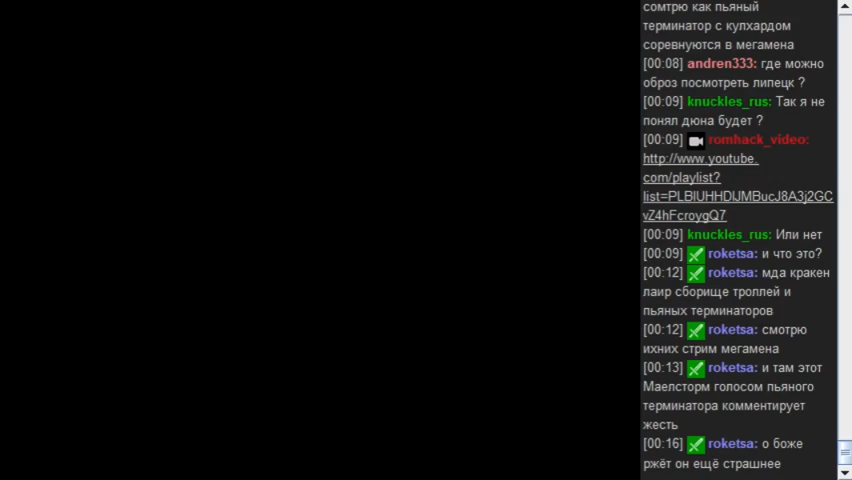 сомтрю как пьяный
терминатор с кулхардом
соревнуются в мегамена
[00:08] andren333: где можно
оброз посмотреть липецк ?
[00:09] knuckles_rus: Так я не
понял дюна будет ?
[00:09] romhack_video:
http://www.youtube.
com/playlist?
list=PLBlUHHDlJMBucJ8A3j2GC
vZ4hFcroygQ7
[00:09] knuckles_rus: Или нет
[00:09] roketsa: и что это?
[00:12] roketsa: мда кракен
лаир сборище троллей и
пьяных терминаторов
[00:12] roketsa: смотрю
ихних стрим мегамена
[00:13] roketsa: и там этот
Маелсторм голосом пьяного
терминатора комментирует
жесть
[00:16] roketsa: о боже
ржёт он ещё страшнее